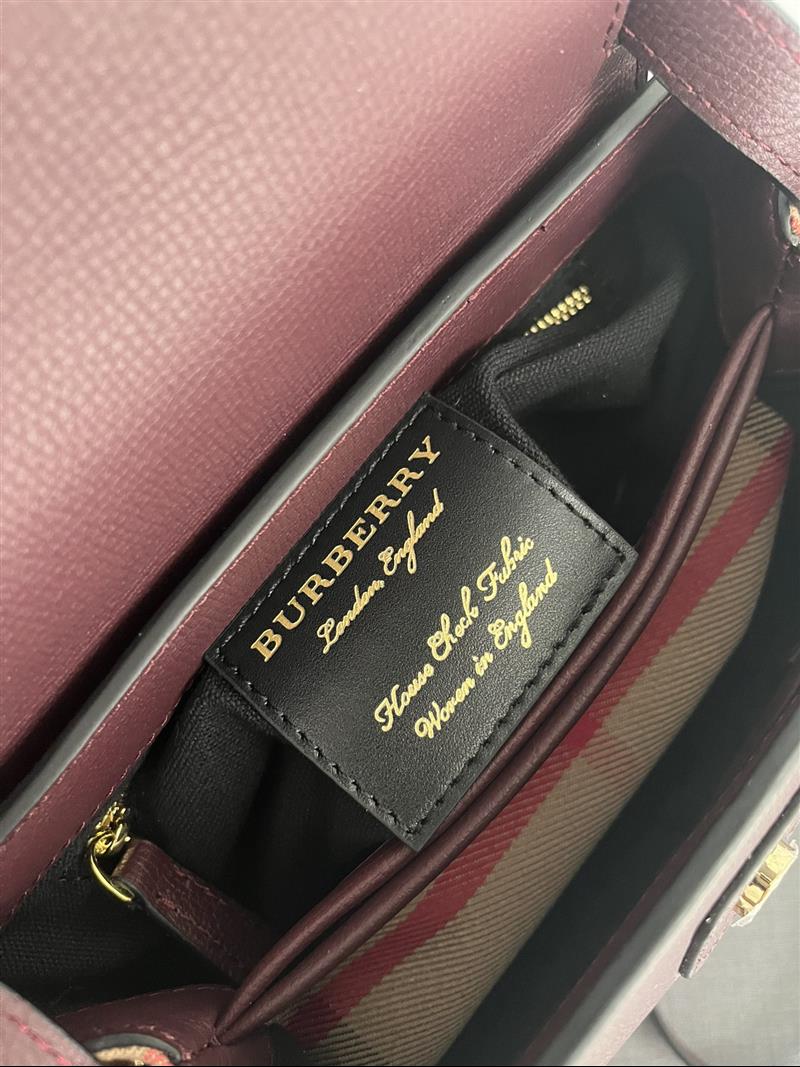 BURBERRY
London, England
House Check Fabric
Woven in England